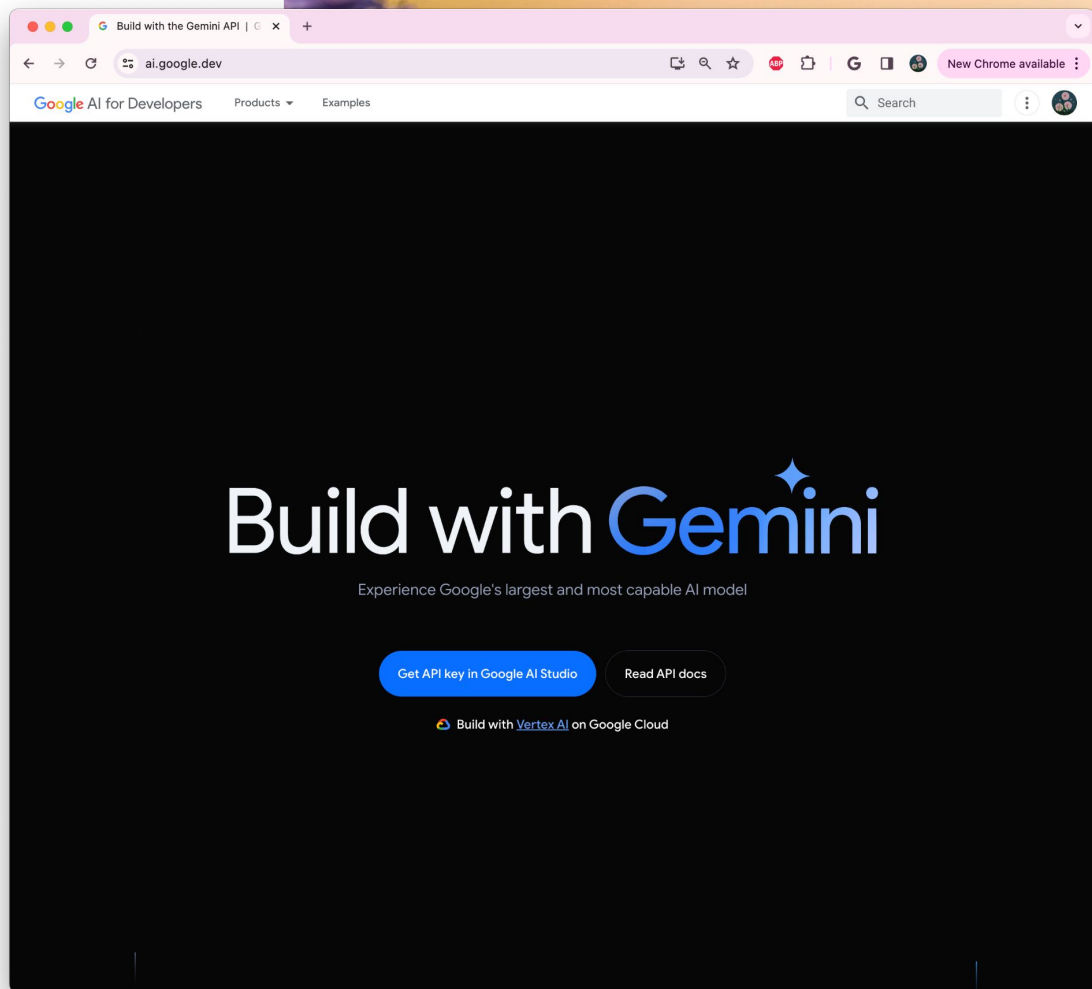 Build with the Gemini API | G
ai.google.dev
ABP
G
New Chrome available
Google AI for Developers
Products
Examples
Search
Build with Gemini
Experience Google's largest and most capable AI model
Get API key in Google AI Studio
Read API docs
Build with Vertex AI on Google Cloud